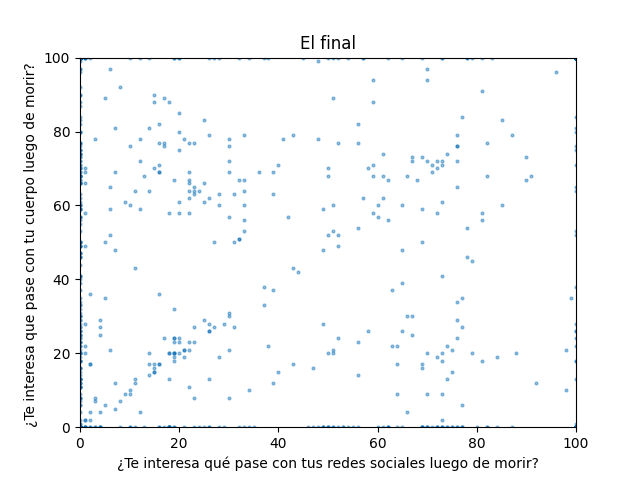 El final
¿Te interesa que pase con tu cuerpo luego de morir?
100
80
60
40
20
0
0 20 40 60 80 100
¿Te interesa qué pase con tus redes sociales luego de morir?